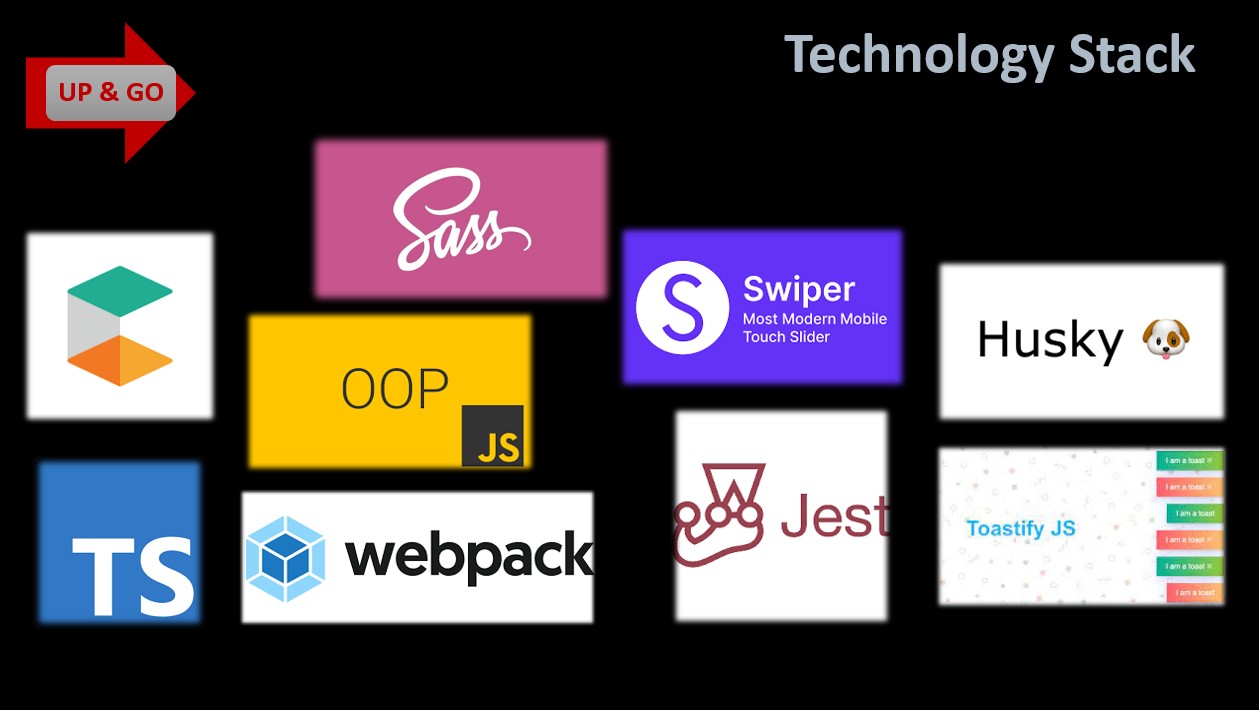 UP & GO
Technology Stack
Sass
Swiper
Most Modern Mobile
Touch Slider
Husky
OOP
JS
TS
webpack
Jest
Toastify JS
I am a toast ✖
I am a toast ✖
I am a toast
I am a toast ✖
I am a toast ✖
I am a toast